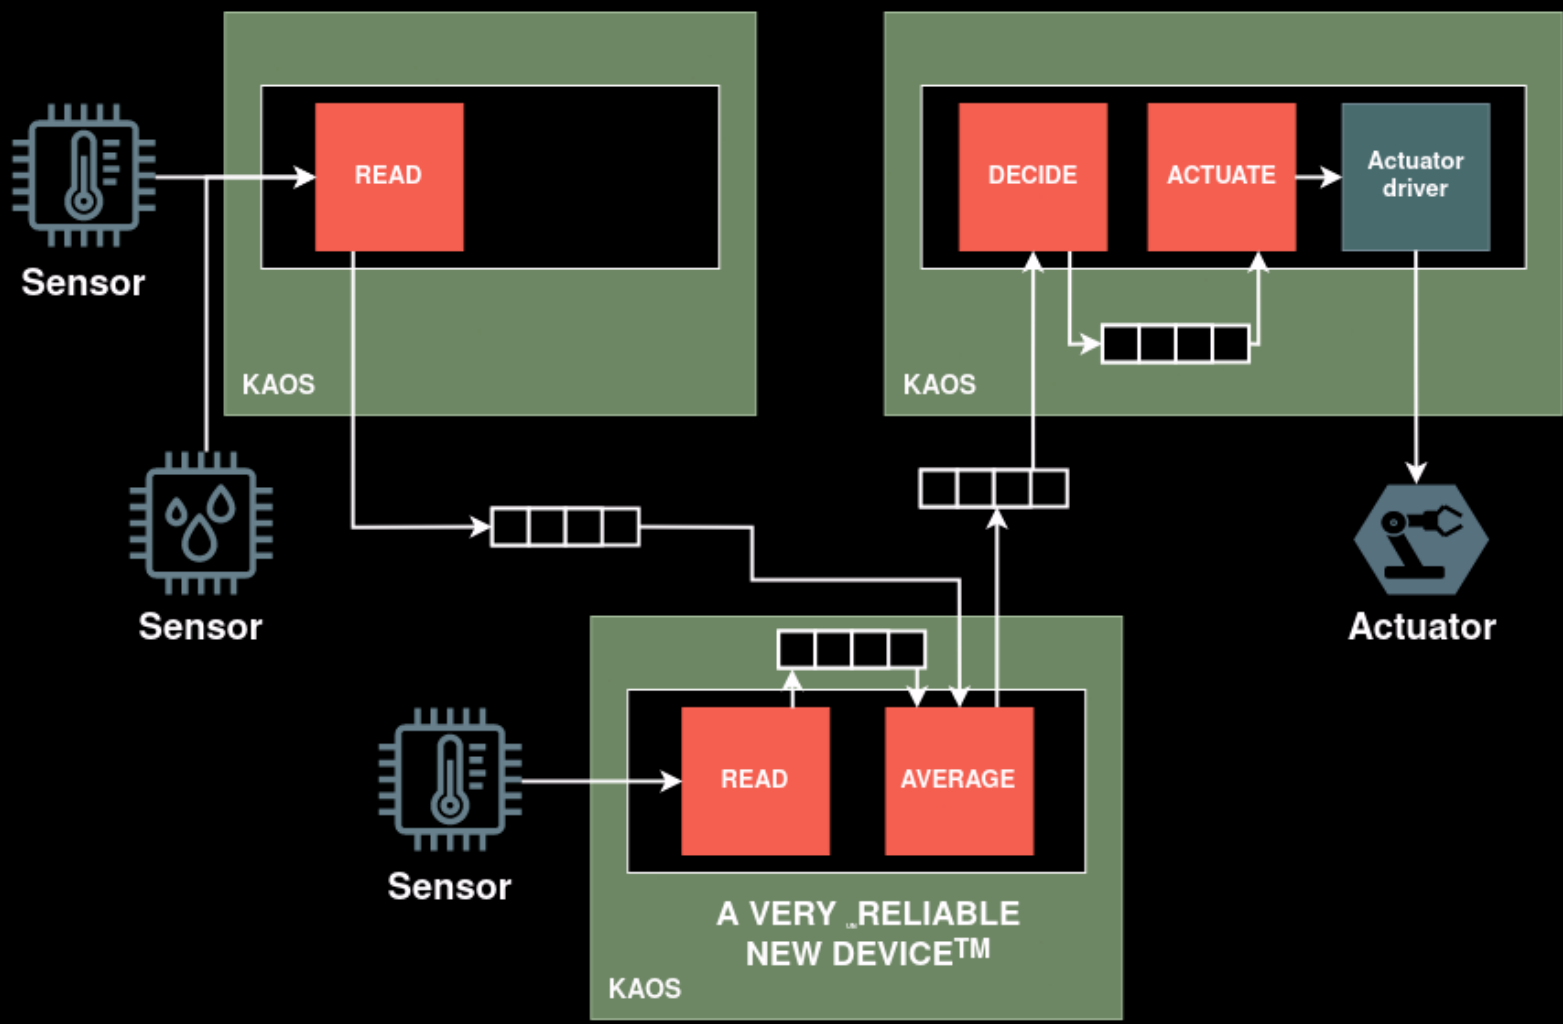 READ
DECIDE
ACTUATE
Actuator
driver
Sensor
KAOS
KAOS
Sensor
Actuator
READ
AVERAGE
Sensor
A VERY RELIABLE
NEW DEVICE™
KAOS